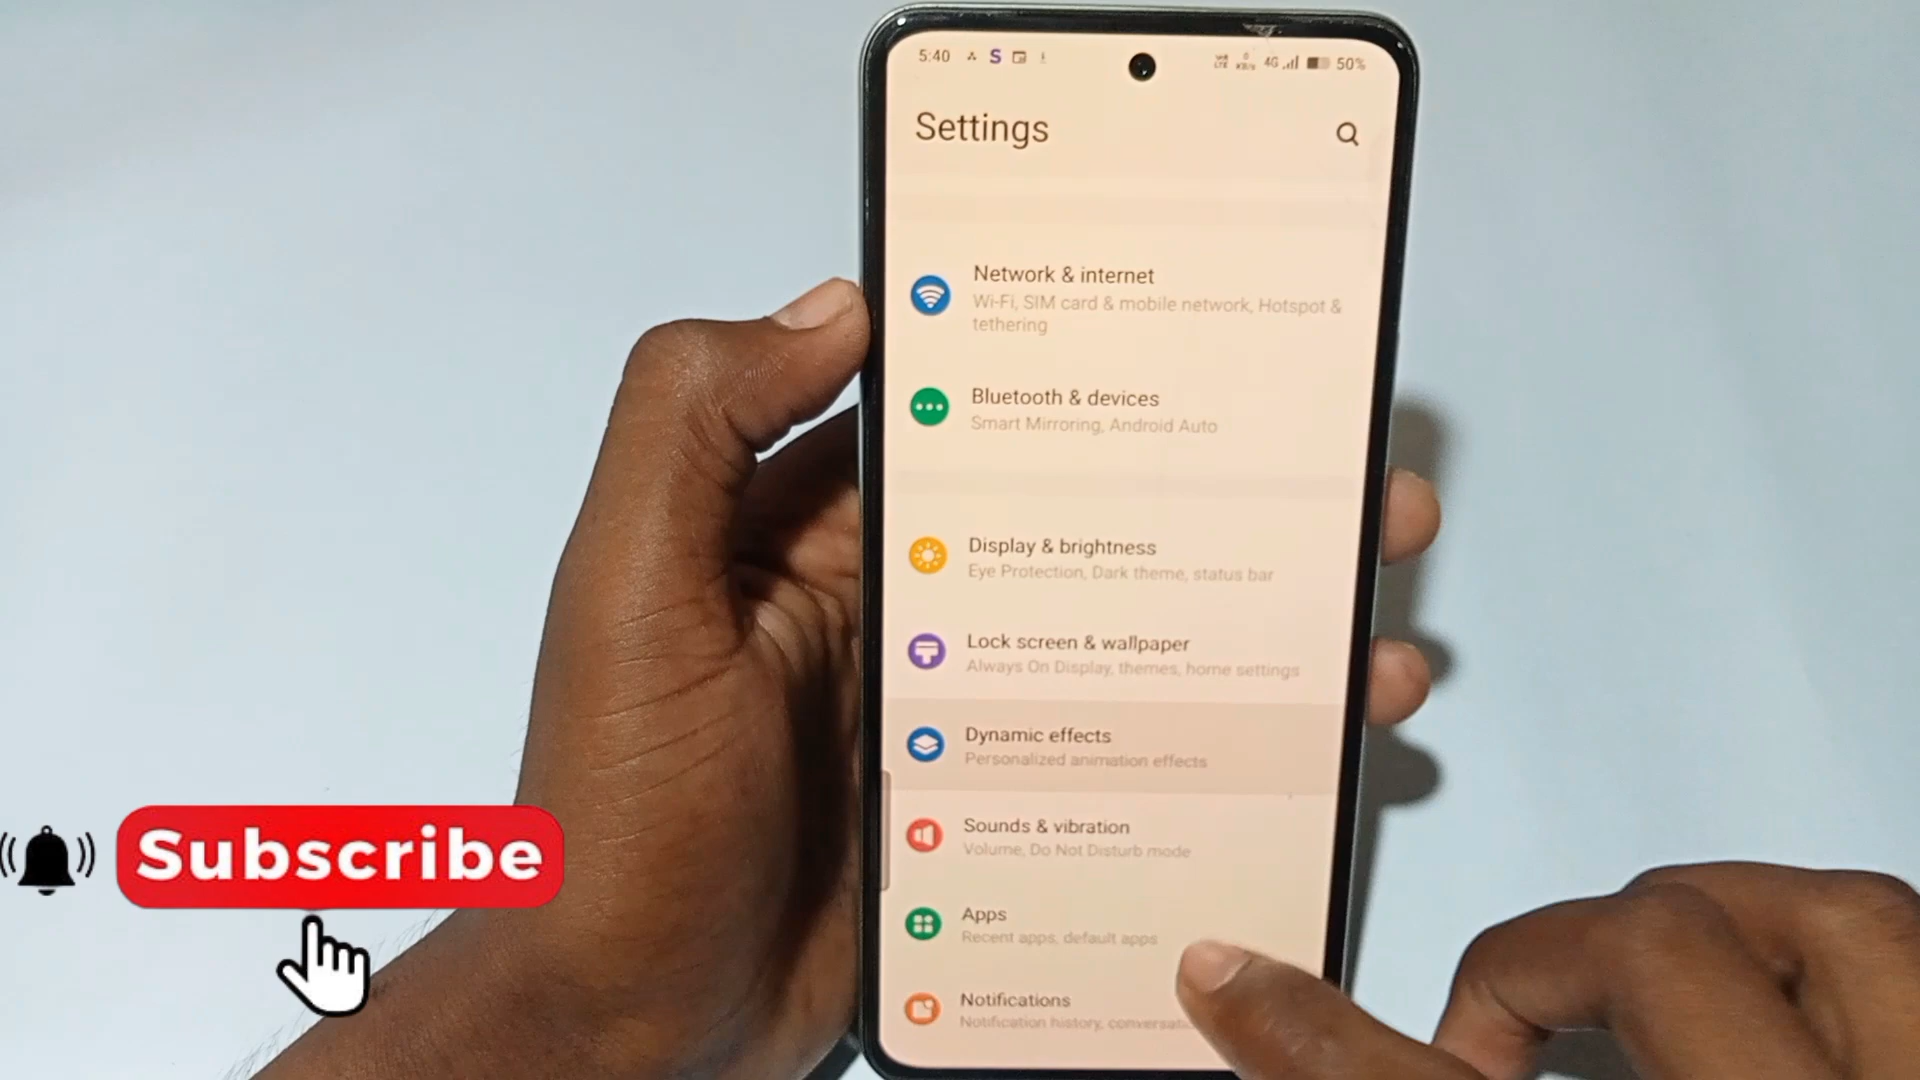 5:40 S 4G 50%
Settings
Network & internet
Wi-Fi, SIM card & mobile network, Hotspot &
tethering
Bluetooth & devices
Smart Mirroring, Android Auto
Display & brightness
Eye Protection, Dark theme, status bar
Lock screen & wallpaper
Always On Display, themes, home settings
Dynamic effects
Personalized animation effects
Sounds & vibration
Volume, Do Not Disturb mode
Apps
Recent apps, default apps
Notifications
Notification history,
Subscribe